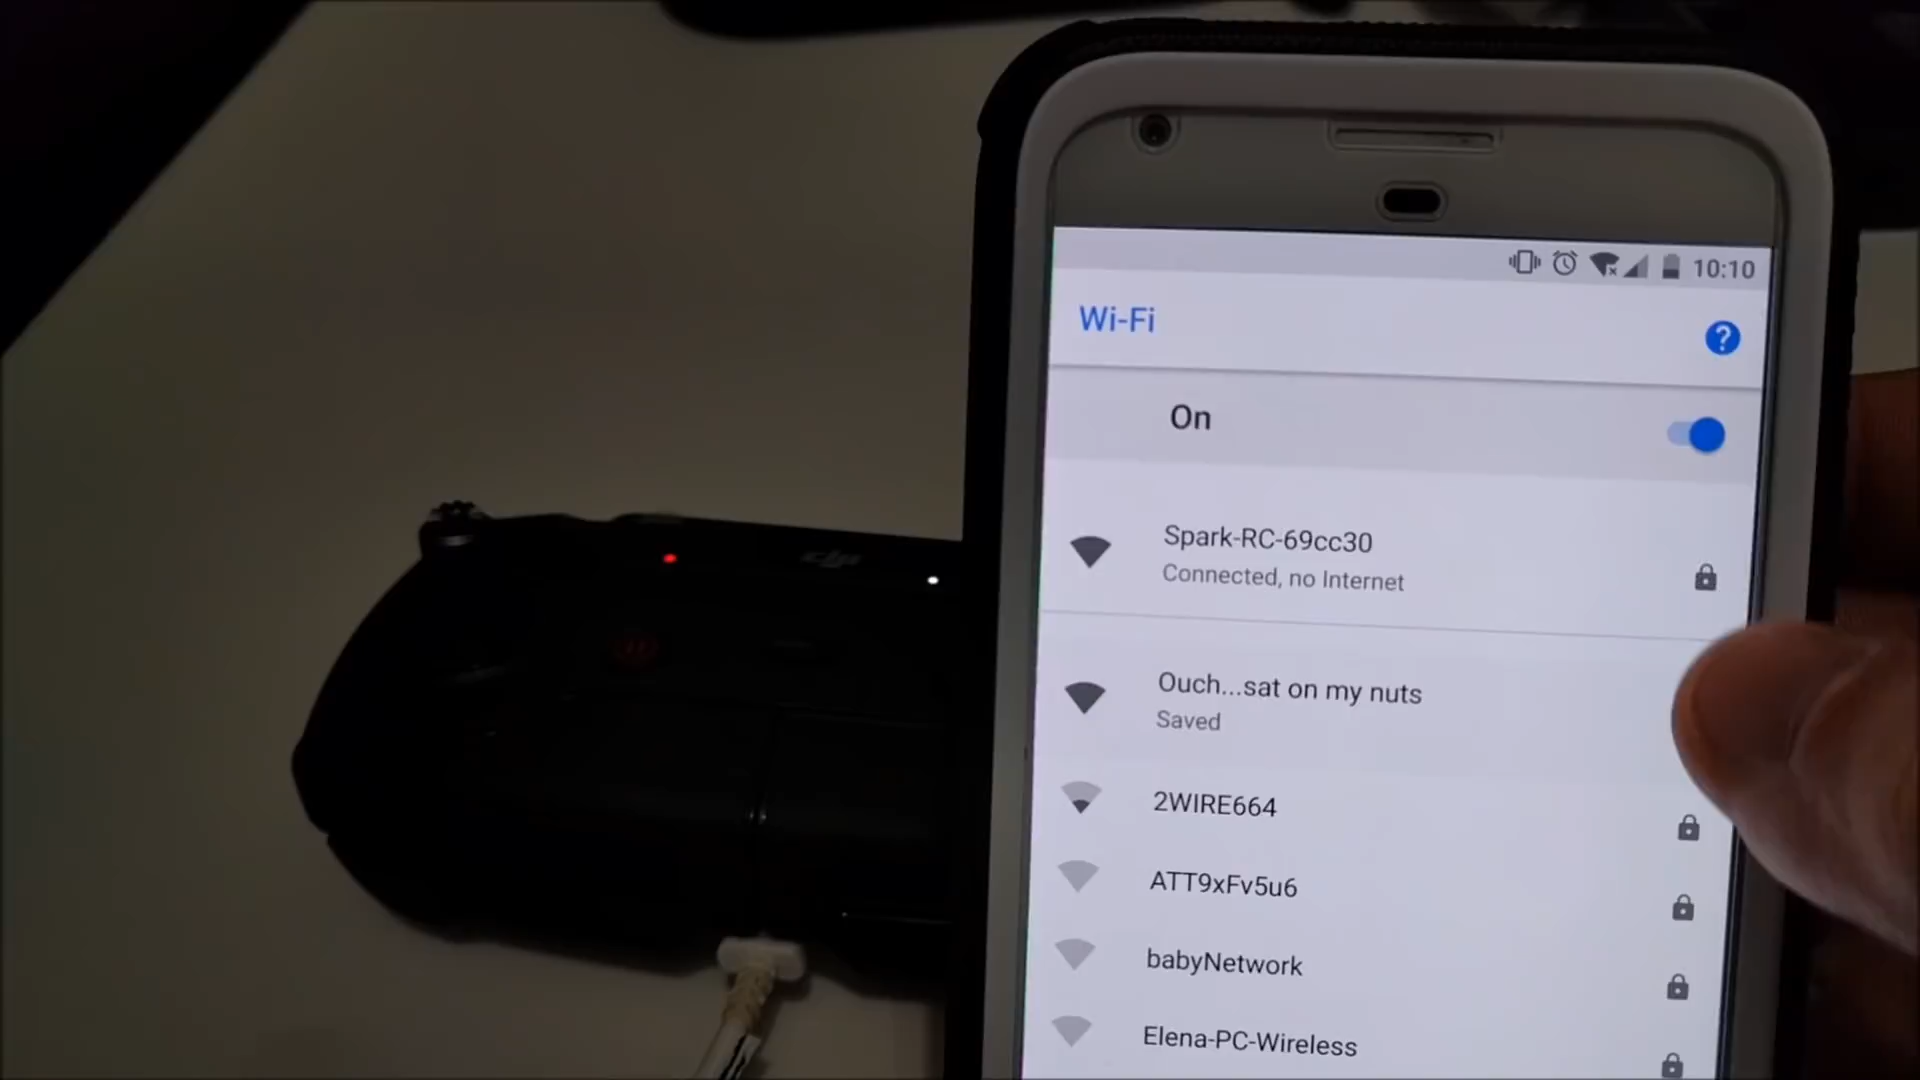 10:10
Wi-Fi
?
On
Spark-RC-69cc30
Connected, no Internet
Ouch...sat on my nuts
Saved
2WIRE664
ATT9xFv5u6
babyNetwork
Elena-PC-Wireless
dji